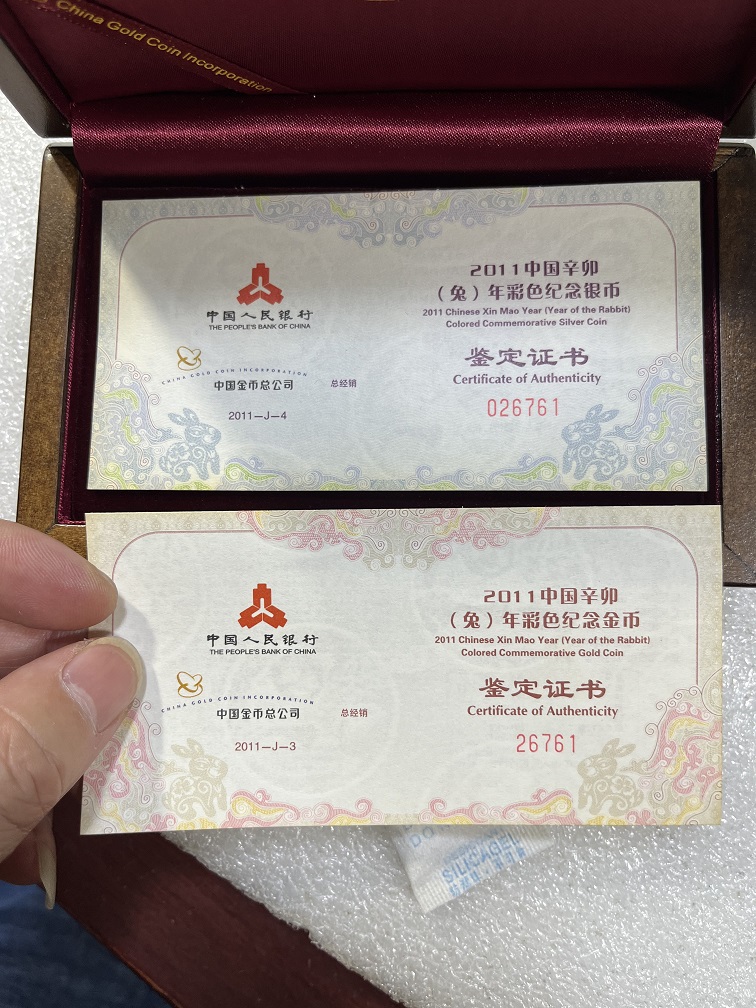 China Gold Coin Incorporation
中国人民银行
THE PEOPLE'S BANK OF CHINA
CHINA GOLD COIN INCORPORATION
中国金币总公司 总经销
2011—J—4
2011中国辛卯
（兔）年彩色纪念银币
2011 Chinese Xin Mao Year (Year of the Rabbit)
Colored Commemorative Silver Coin
鉴定证书
Certificate of Authenticity
026761
中国人民银行
THE PEOPLE'S BANK OF CHINA
CHINA GOLD COIN INCORPORATION
中国金币总公司 总经销
2011—J—3
2011中国辛卯
（兔）年彩色纪念金币
2011 Chinese Xin Mao Year (Year of the Rabbit)
Colored Commemorative Gold Coin
鉴定证书
Certificate of Authenticity
26761
DO
SILICAGEL